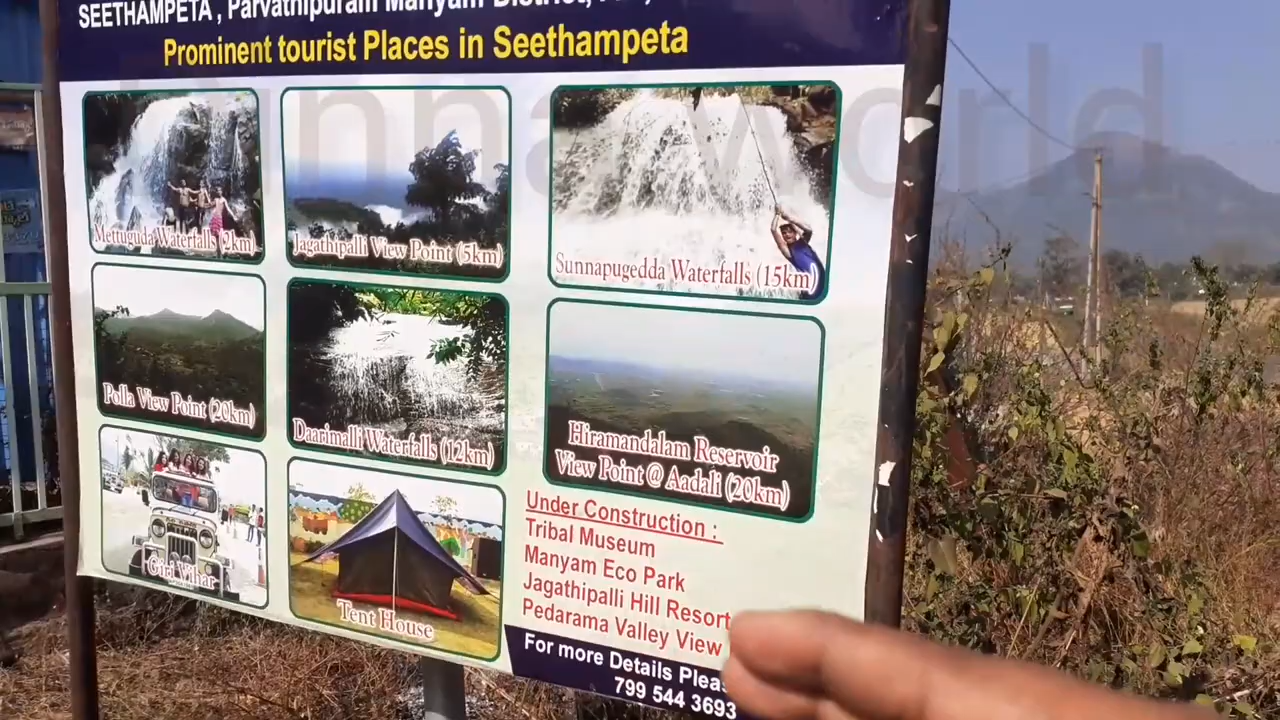 SEETHAMPETA, Parvathipuram Manyam District,
Prominent tourist Places in Seethampeta
Mettuguda Waterfalls (2km)
Jagathipalli View Point (5km)
Sunnapugedda Waterfalls (15km)
Polla View Point (20km)
Daarimalli Waterfalls (12km)
Hiramandalam Reservoir
View Point @ Aadali (20km)
Giri Vihar
Tent House
Under Construction :
Tribal Museum
Manyam Eco Park
Jagathipalli Hill Resort
Pedarama Valley View
For more Details
799 544 3693
world